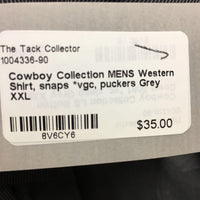 The Tack Collector
1004336-90
Cowboy Collection MENS Western
Shirt, snaps *vgc, puckers Grey
XXL
8V6CY6
$35.00